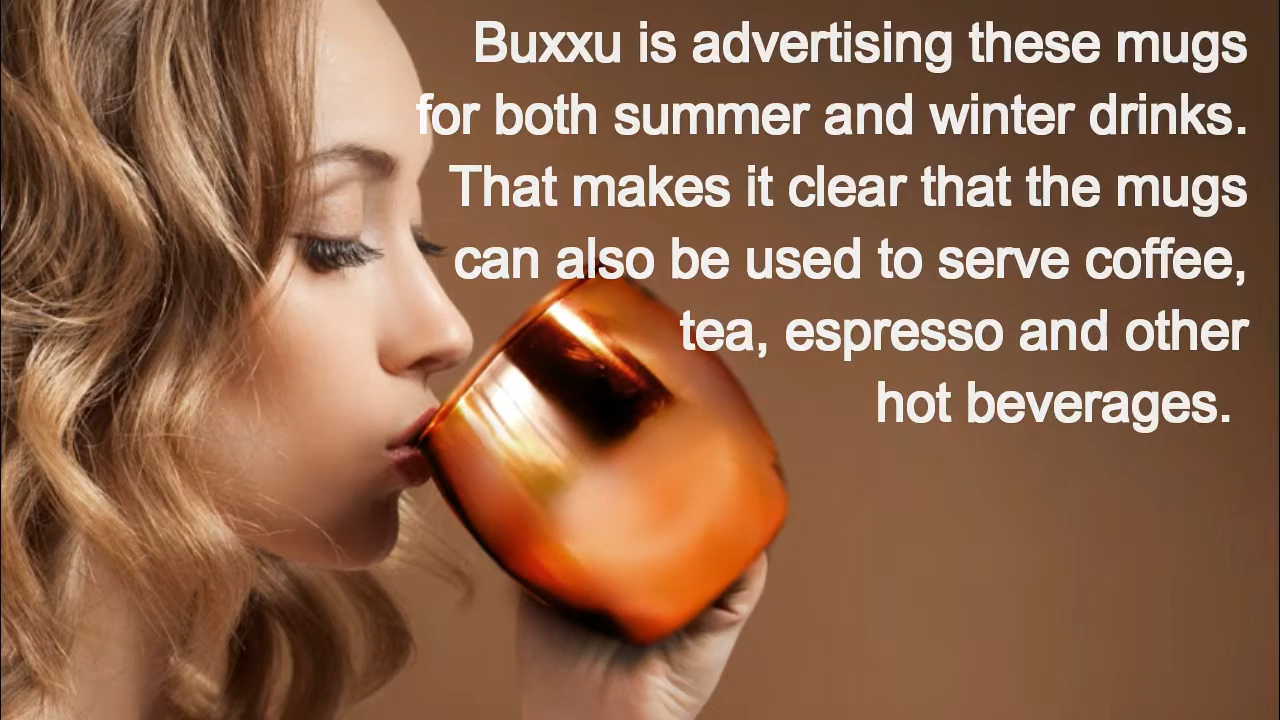 Buxxu is advertising these mugs
for both summer and winter drinks.
That makes it clear that the mugs
can also be used to serve coffee,
tea, espresso and other
hot beverages.